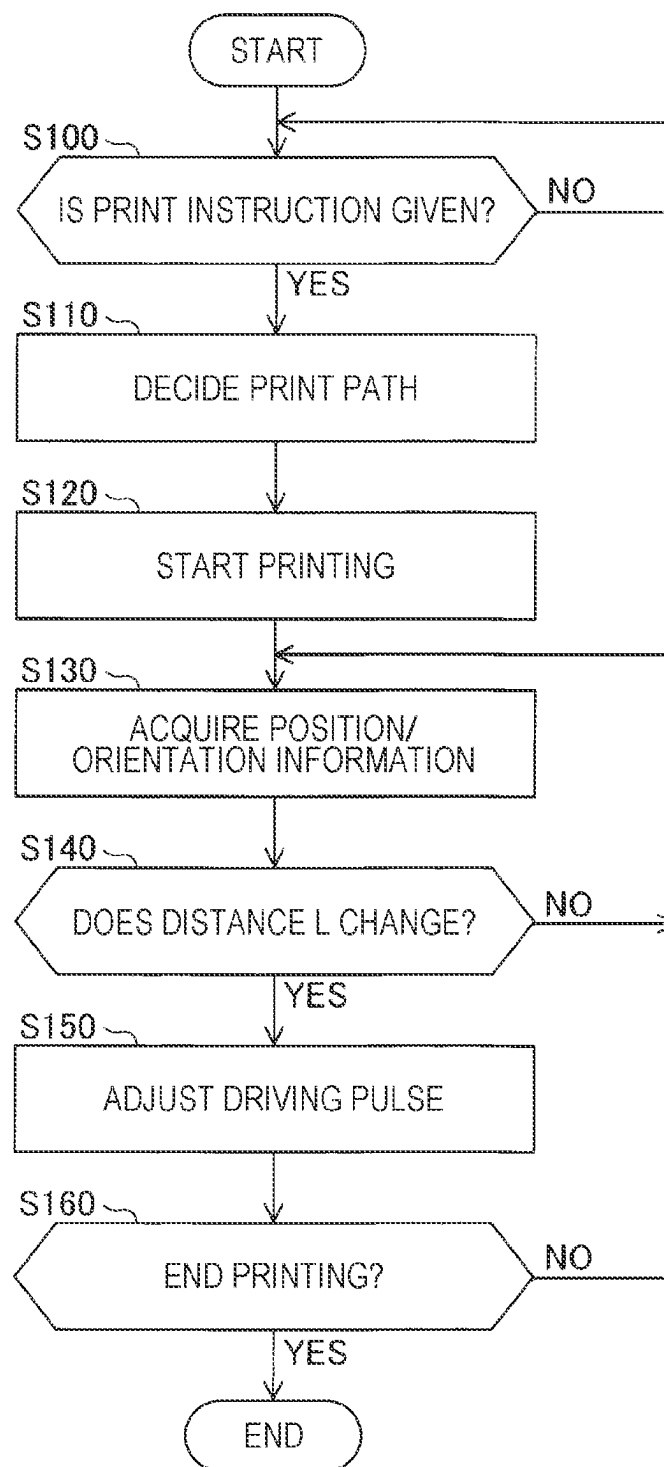 START
S100
IS PRINT INSTRUCTION GIVEN?
NO
YES
S110
DECIDE PRINT PATH
S120
START PRINTING
S130
ACQUIRE POSITION/
ORIENTATION INFORMATION
S140
DOES DISTANCE L CHANGE?
NO
YES
S150
ADJUST DRIVING PULSE
S160
END PRINTING?
NO
YES
END